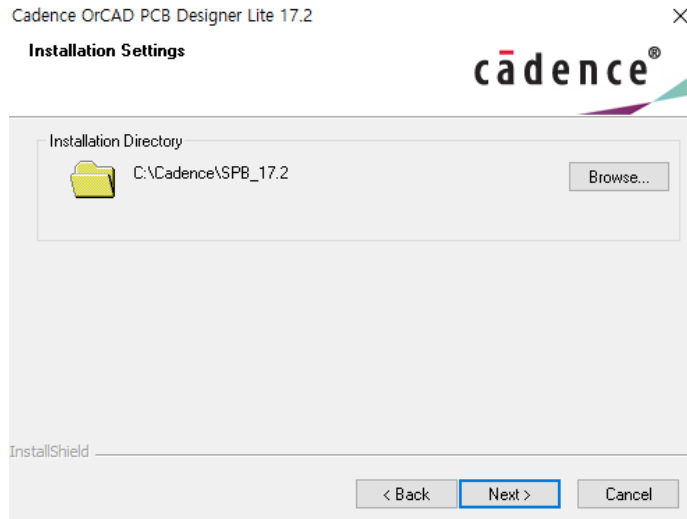 Cadence OrCAD PCB Designer Lite 17.2
Installation Settings
cādence®
Installation Directory
C:\Cadence\SPB_17.2
Browse...
InstallShield
< Back
Next >
Cancel